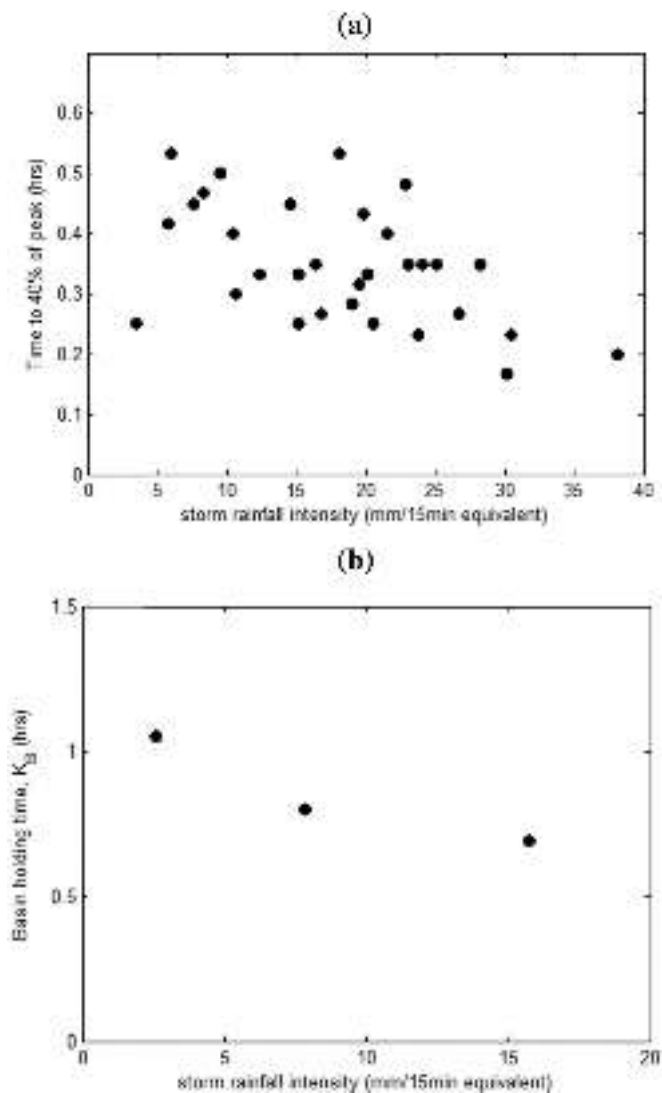 (a)
Time to 40% of peak (hrs)
0.6
0.5
0.4
0.3
0.2
0.1
0
0 5 10 15 20 25 30 35 40
storm rainfall intensity (mm/15min equivalent)
(b)
Basin holding time, K_B (hrs)
1.5
1
0.5
0
0 5 10 15 20
storm rainfall intensity (mm/15min equivalent)